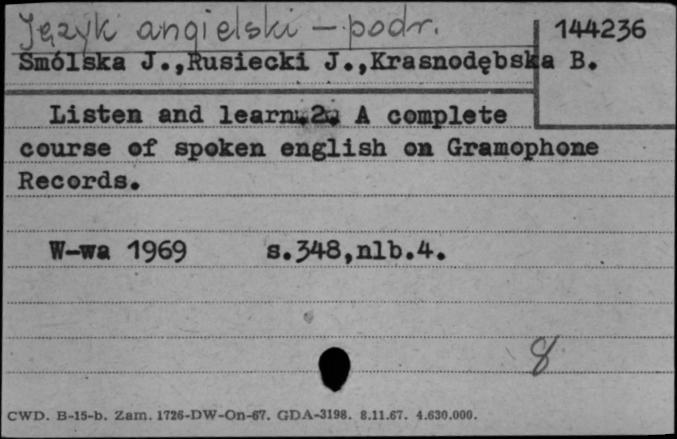 Język angielski — podr.
144236
Smólska J.,Rusiecki J.,Krasnodębska B.
Listen and learn.2. A complete
course of spoken english on Gramophone
Records.
W-wa 1969 s.348,nlb.4.
8
CWD. B-15-b. Zam. 1726-DW-On-67. GDA-3198. 8.11.67. 4.630.000.